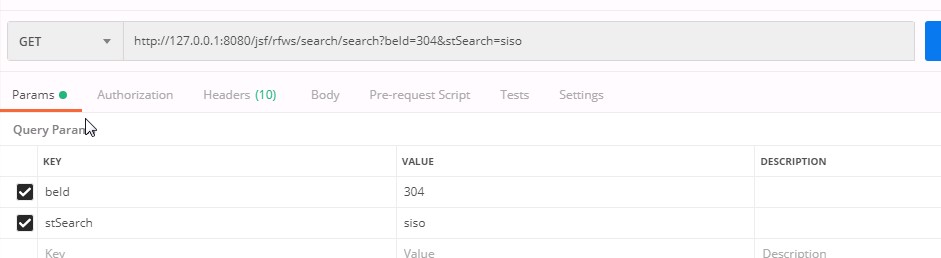 GET http://127.0.0.1:8080/jsf/rfws/search/search?beId=304&stSearch=siso
Params Authorization Headers (10) Body Pre-request Script Tests Settings
Query Param
KEY VALUE DESCRIPTION
beId 304
stSearch siso
Key Value Description